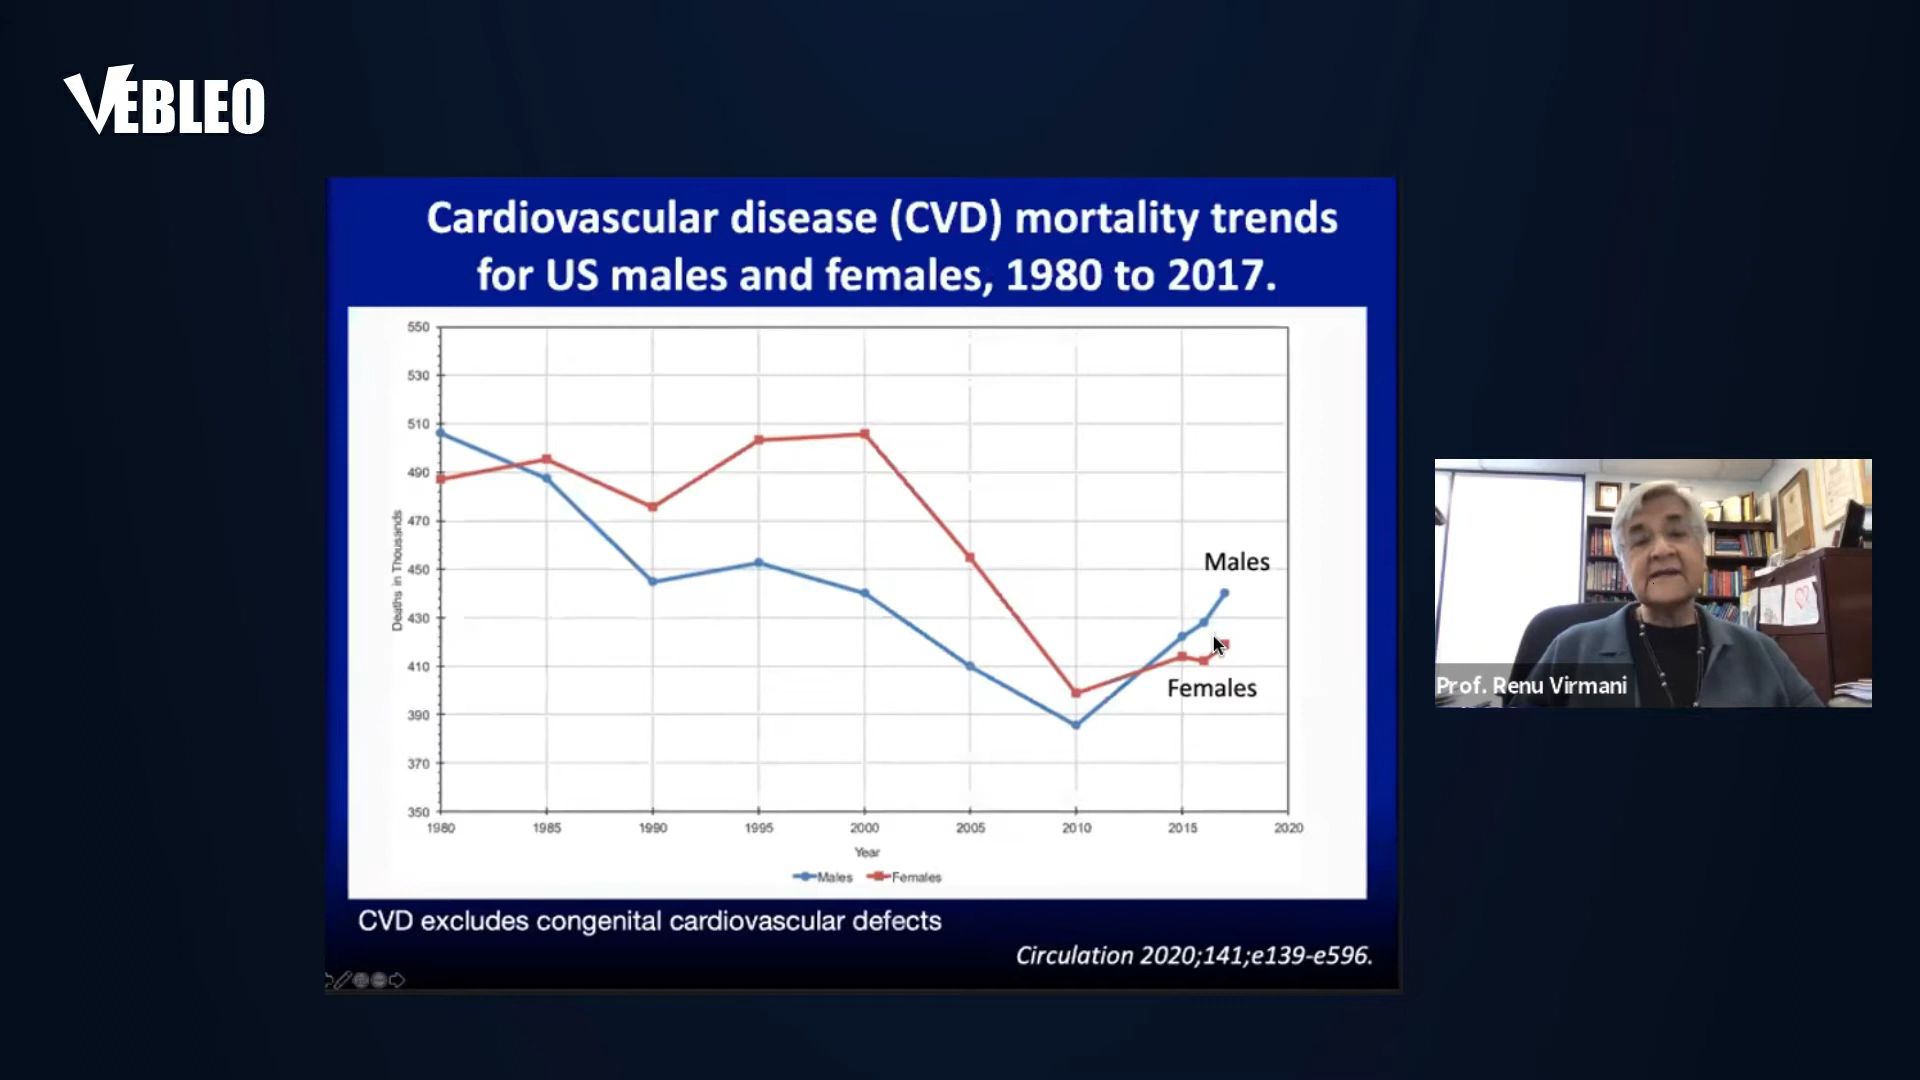 VEBLEO
Cardiovascular disease (CVD) mortality trends
for US males and females, 1980 to 2017.
550
530
510
490
470
450
430
410
390
370
350
Deaths in Thousands
Males
Females
1980 1985 1990 1995 2000 2005 2010 2015 2020
Year
Males Females
CVD excludes congenital cardiovascular defects
Circulation 2020;141;e139-e596.
Prof. Renu Virmani